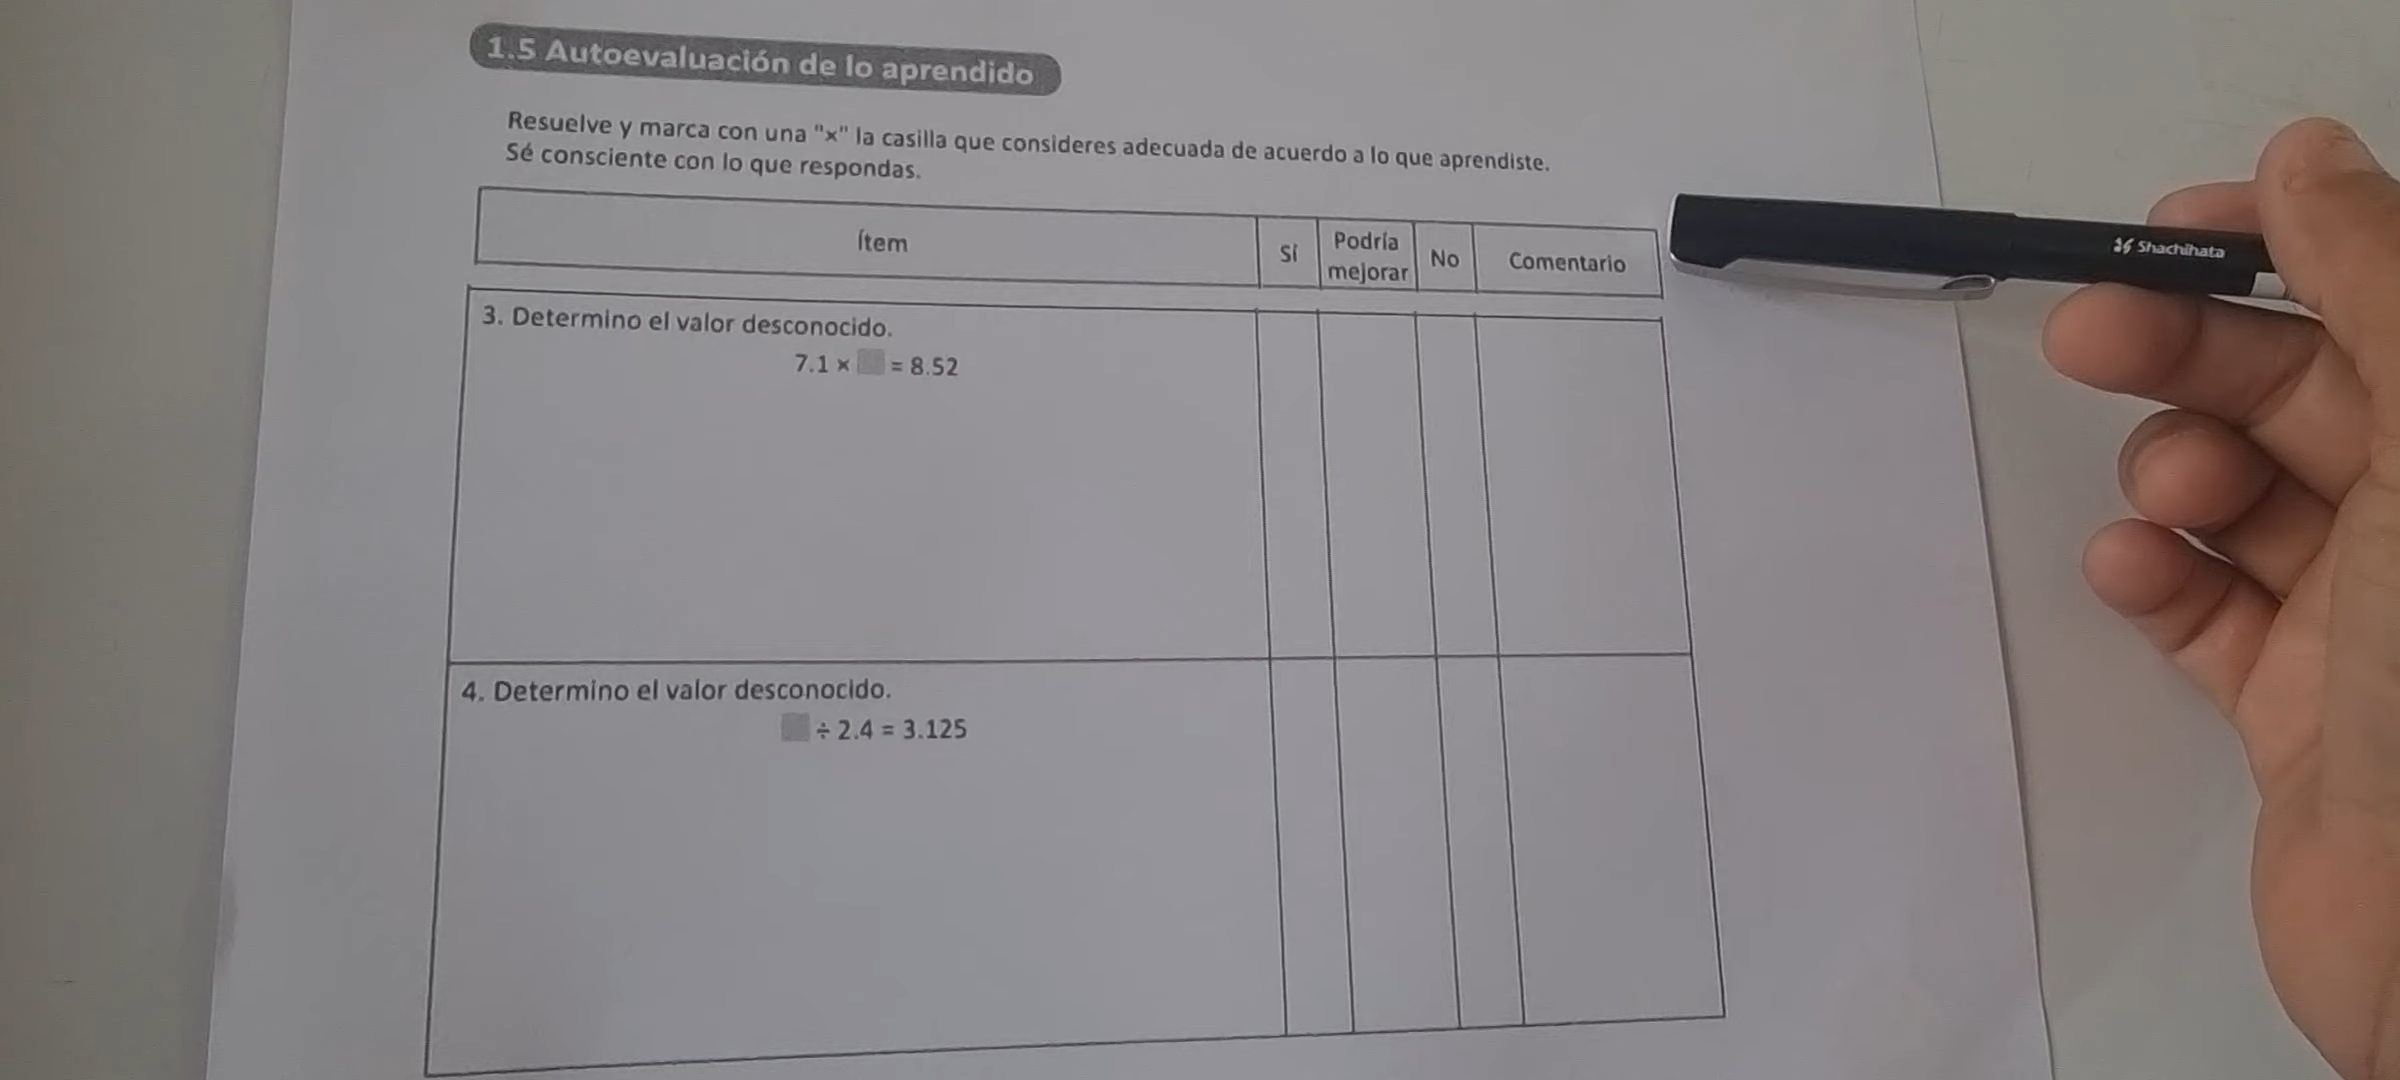 1.5 Autoevaluación de lo aprendido
Resuelve y marca con una "×" la casilla que consideres adecuada de acuerdo a lo que aprendiste.
Sé consciente con lo que respondas.
Ítem
Sí
Podría
mejorar
No
Comentario
3. Determino el valor desconocido.
7.1 × = 8.52
4. Determino el valor desconocido.
÷ 2.4 = 3.125
Shachihata